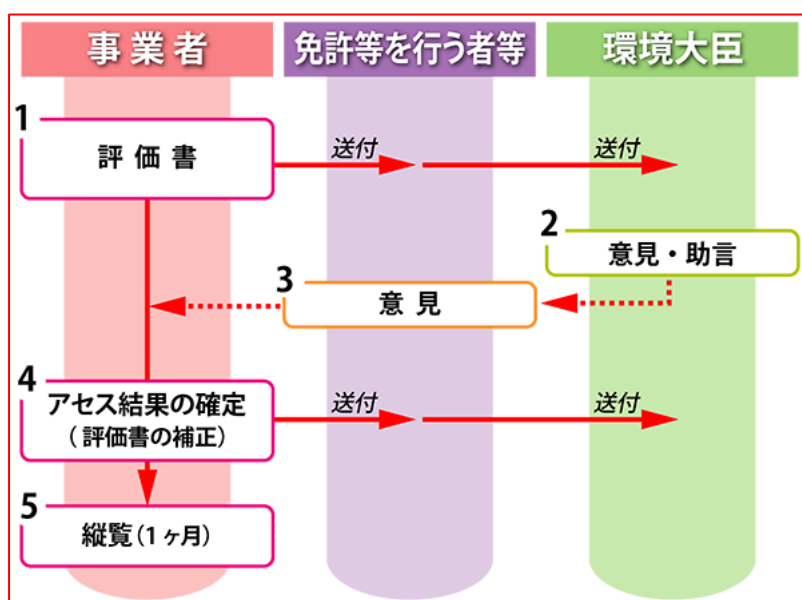 事業者
免許等を行う者等
環境大臣
1
評価書
送付
送付
2
意見・助言
3
意見
4
アセス結果の確定
(評価書の補正)
送付
送付
5
縦覧(1ヶ月)